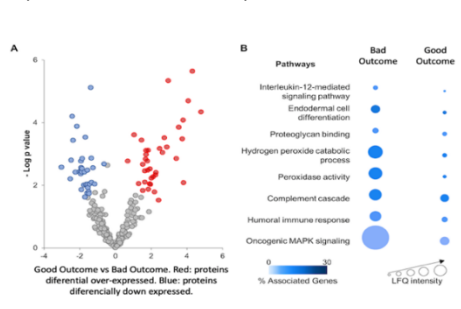 A
6
4
2
0
-4
-2
0
2
4
6
- Log p value
Good Outcome vs Bad Outcome. Red: proteins
diferential over-expressed. Blue: proteins
diferencially down expressed.
B
Pathways
Bad
Outcome
Good
Outcome
Interleukin-12-mediated
signaling pathway
Endodermal cell
differentiation
Proteoglycan binding
Hydrogen peroxide catabolic
process
Peroxidase activity
Complement cascade
Humoral immune response
Oncogenic MAPK signaling
0
30
% Associated Genes
LFQ intensity